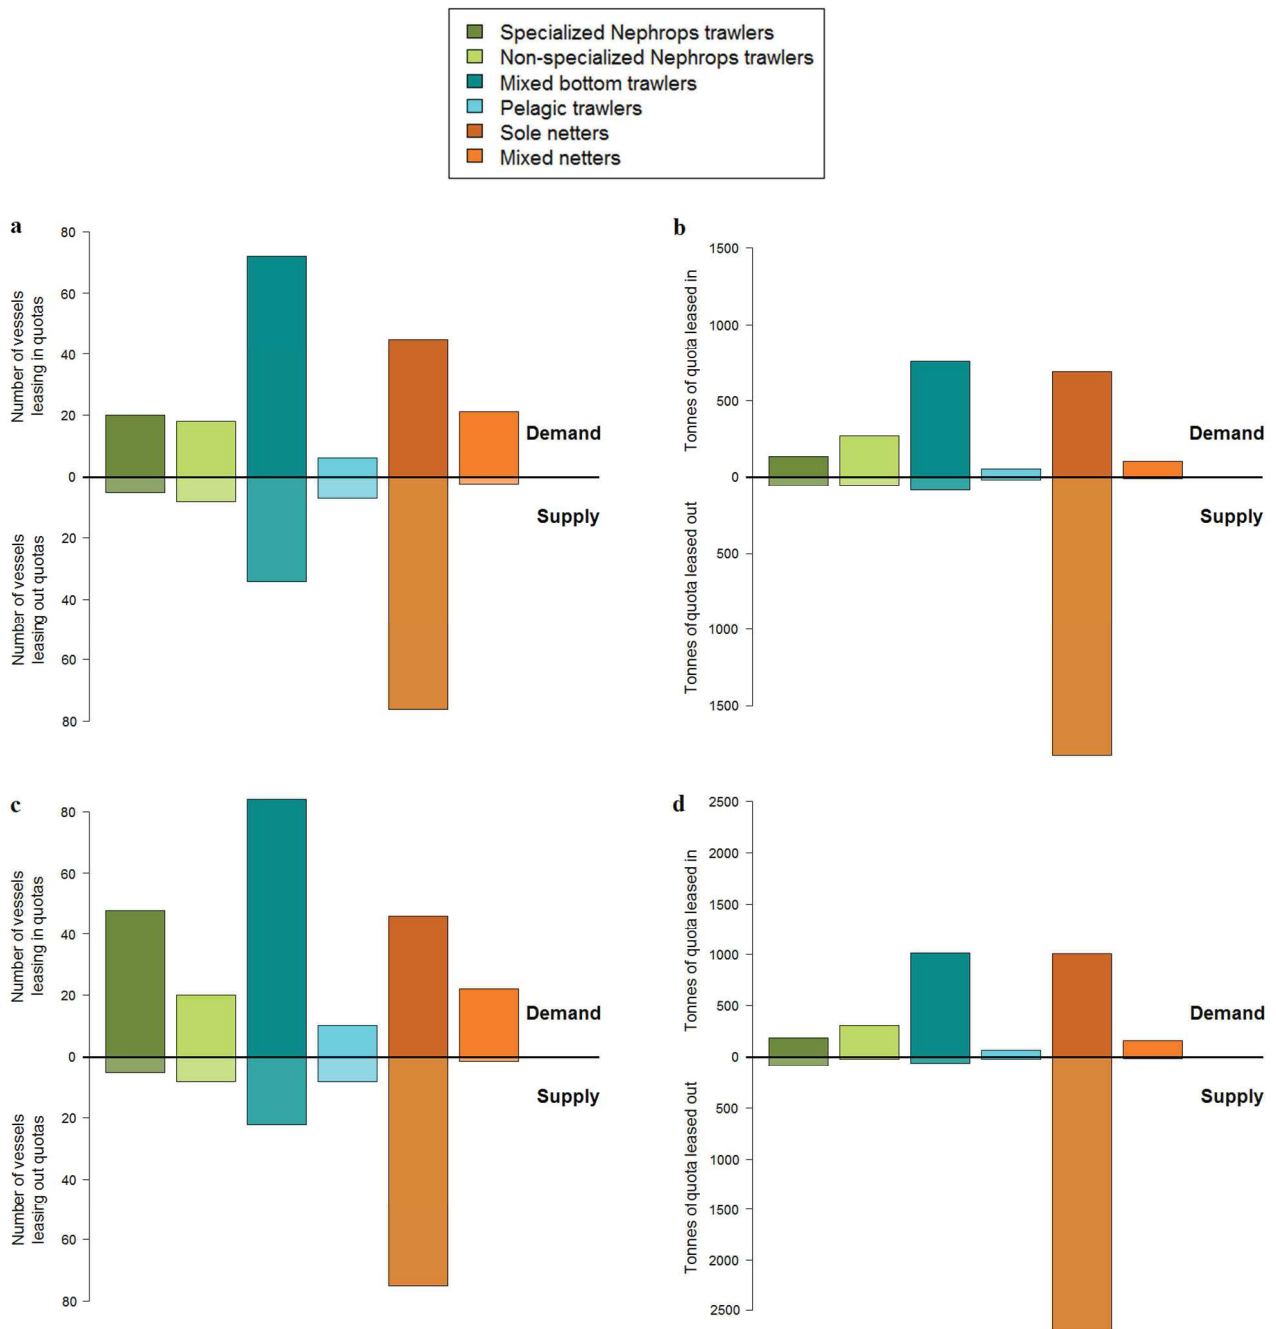 Specialized Nephrops trawlers
Non-specialized Nephrops trawlers
Mixed bottom trawlers
Pelagic trawlers
Sole netters
Mixed netters
a
80
60
40
20
0
20
40
60
80
Number of vessels
leasing in quotas
Number of vessels
leasing out quotas
Demand
Supply
b
1500
1000
500
0
500
1000
1500
Tonnes of quota leased in
Tonnes of quota leased out
Demand
Supply
c
80
60
40
20
0
20
40
60
80
Number of vessels
leasing in quotas
Number of vessels
leasing out quotas
Demand
Supply
d
2500
2000
1500
1000
500
0
500
1000
1500
2000
2500
Tonnes of quota leased in
Tonnes of quota leased out
Demand
Supply